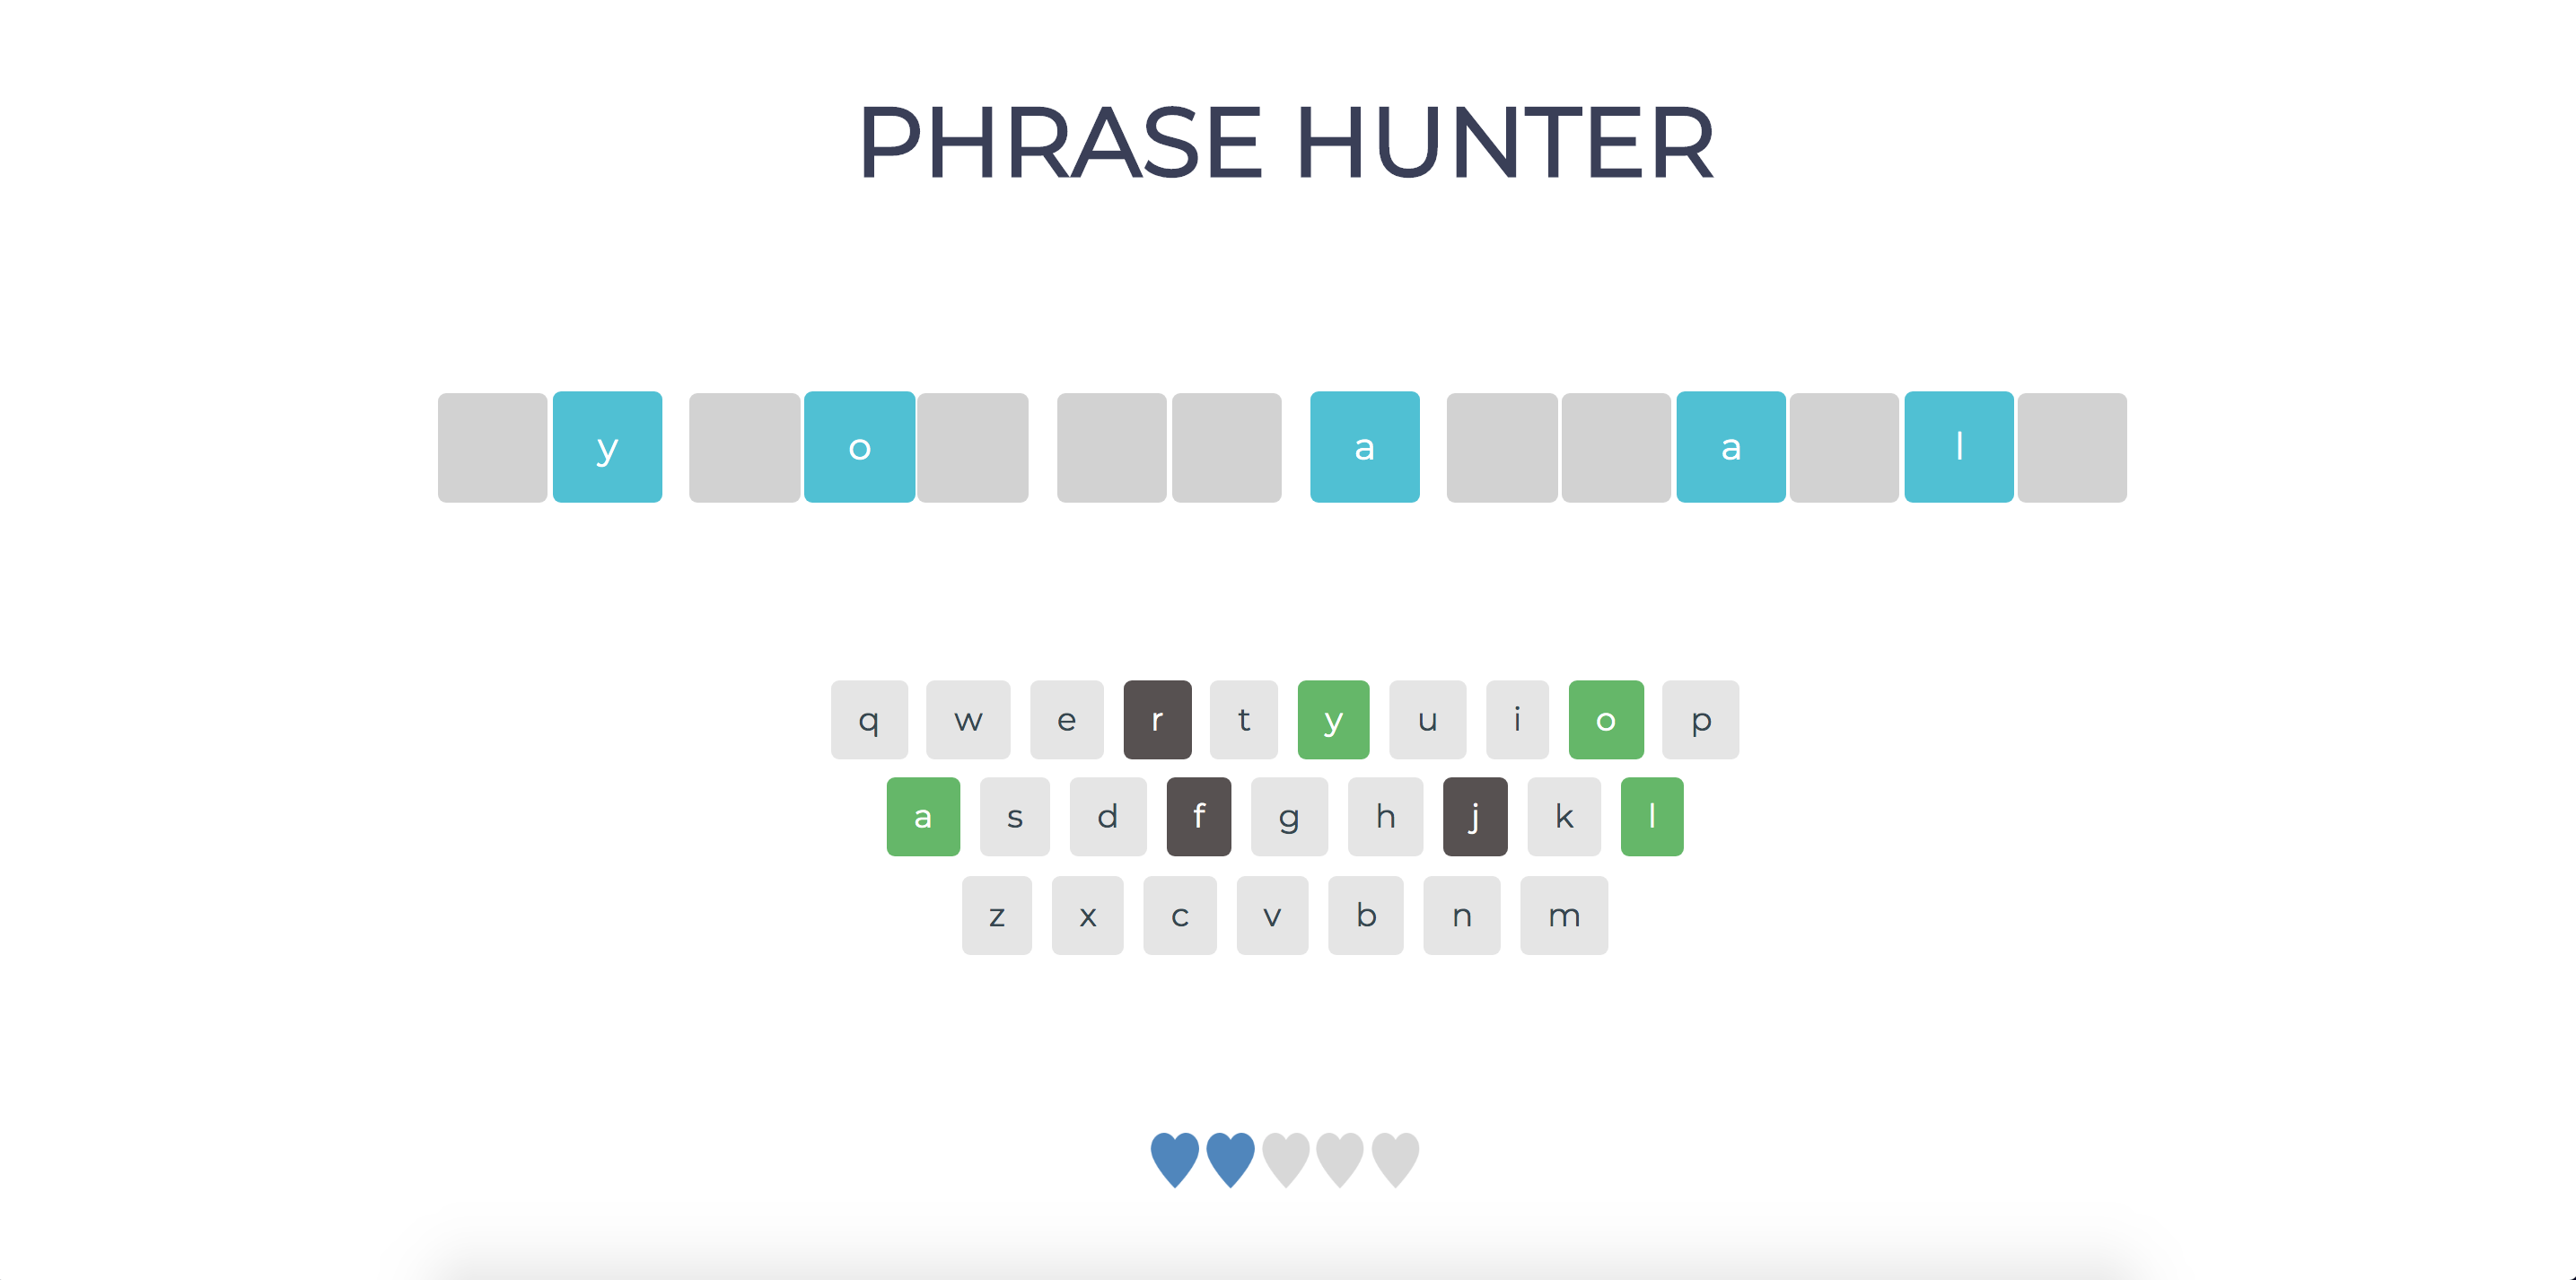 PHRASE HUNTER
y o a a l
q w e r t y u i o p
a s d f g h j k l
z x c v b n m